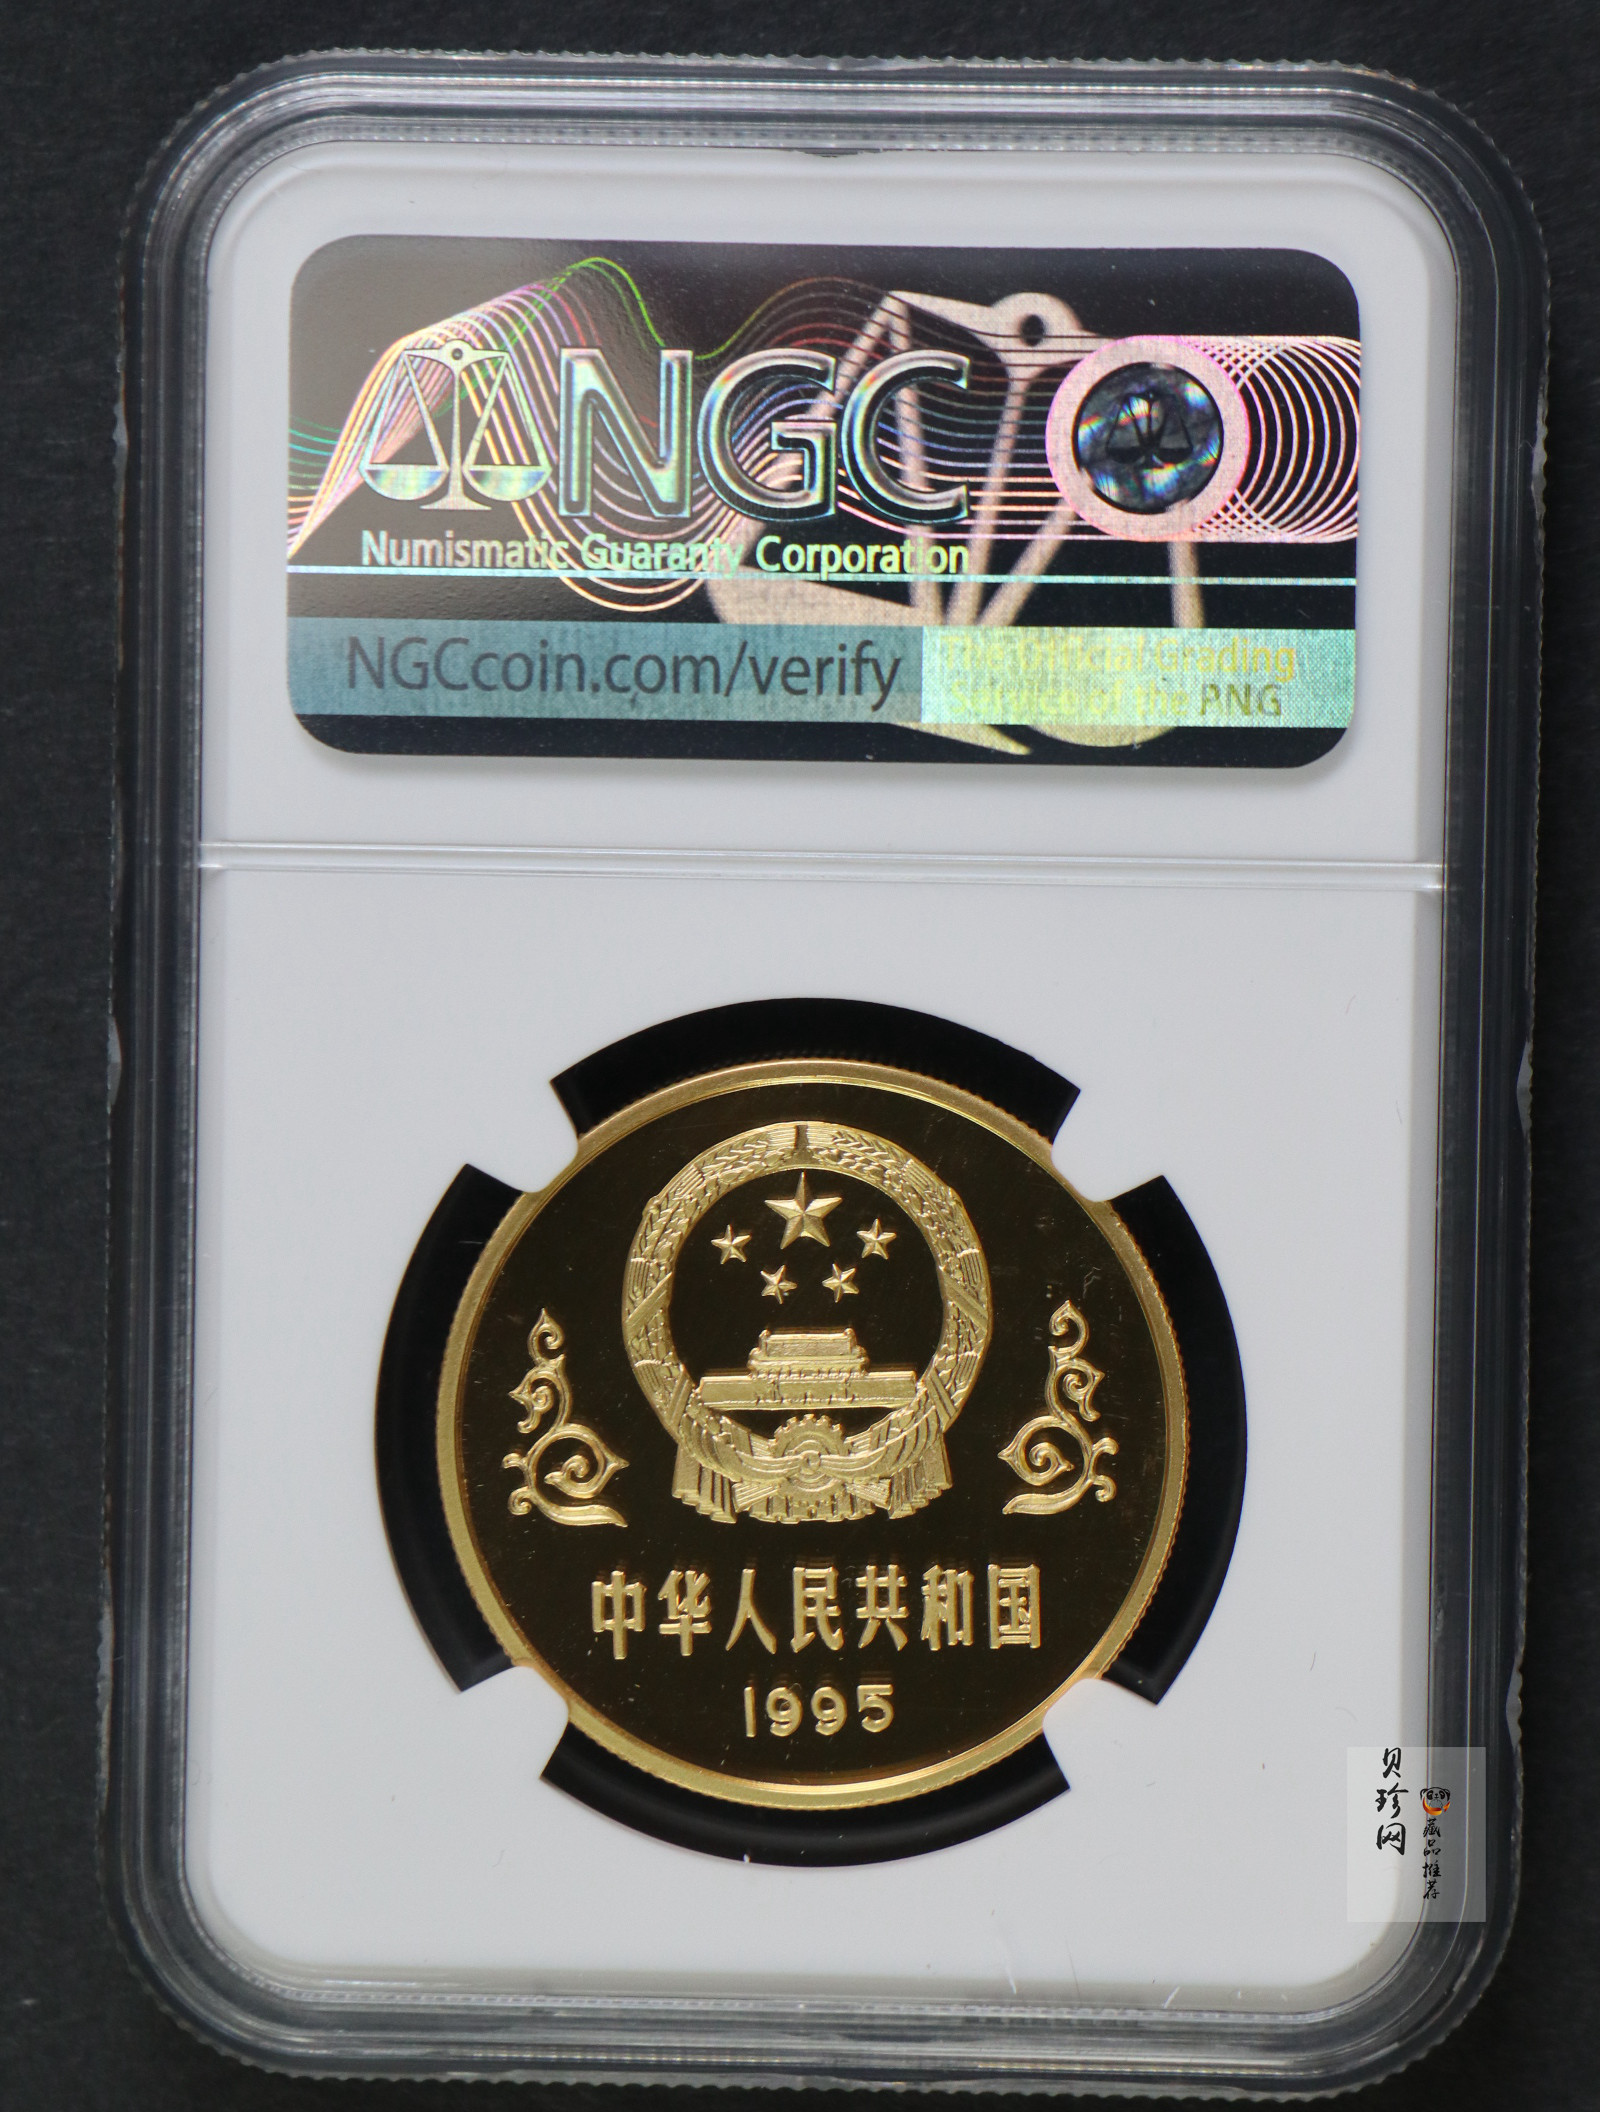 NGC
Numismatic Guaranty Corporation
NGCcoin.com/verify
The Official Grading
Service of the PNG
中华人民共和国
1995
贝珍网
藏品推荐